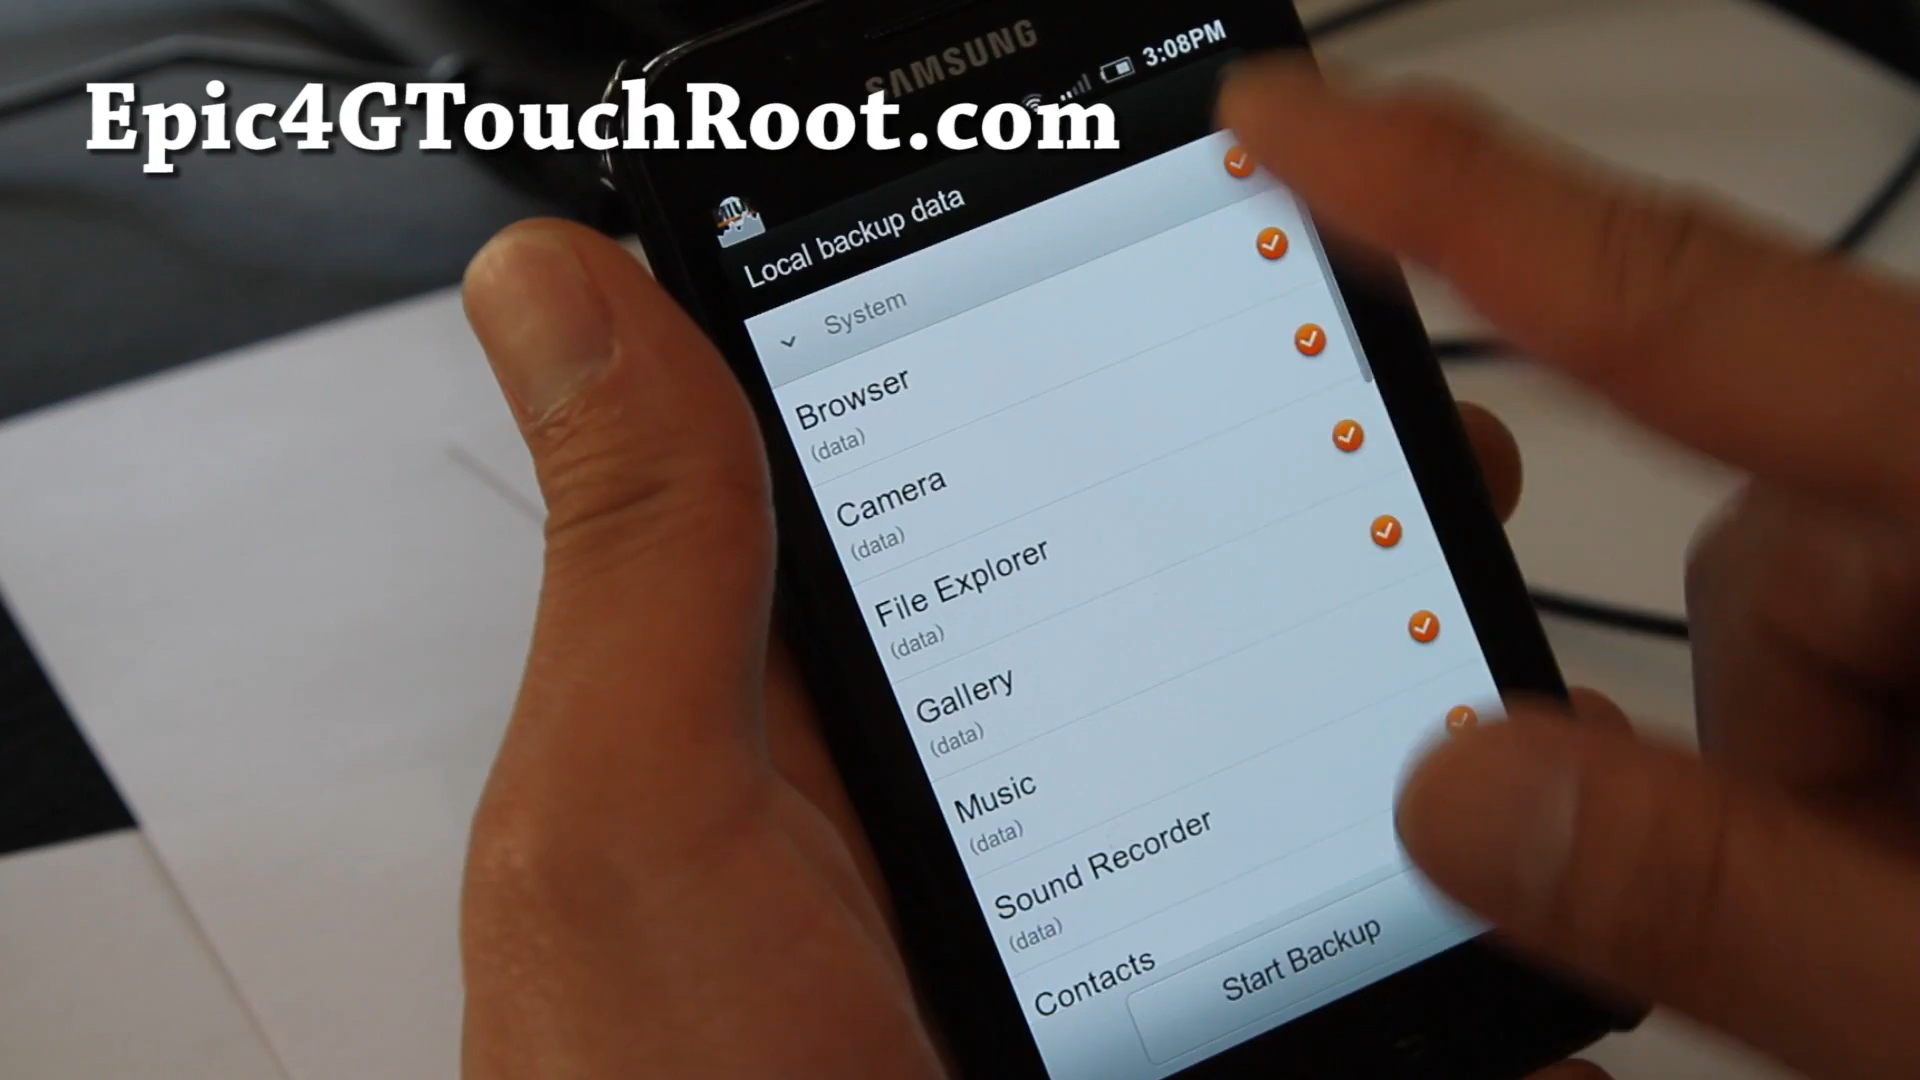 SAMSUNG
3:08PM
Epic4GTouchRoot.com
Local backup data
System
Browser
(data)
Camera
(data)
File Explorer
(data)
Gallery
(data)
Music
(data)
Sound Recorder
(data)
Contacts
Start Backup